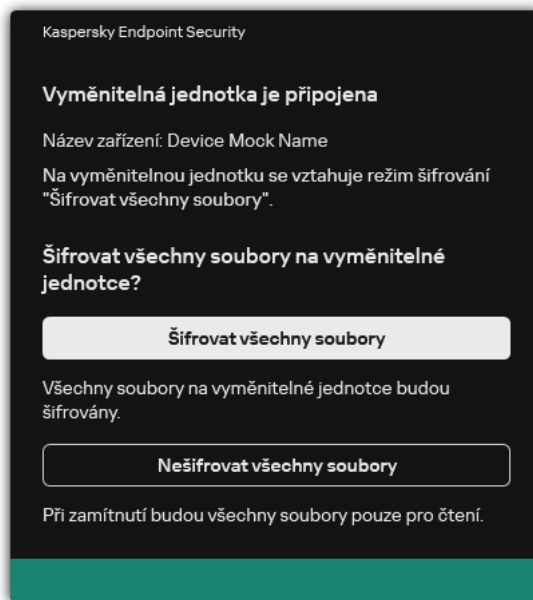 Kaspersky Endpoint Security
Vyměnitelná jednotka je připojena
Název zařízení: Device Mock Name
Na vyměnitelnou jednotku se vztahuje režim šifrování
"Šifrovat všechny soubory".
Šifrovat všechny soubory na vyměnitelné
jednotce?
Šifrovat všechny soubory
Všechny soubory na vyměnitelné jednotce budou
šifrovány.
Nešifrovat všechny soubory
Při zamítnutí budou všechny soubory pouze pro čtení.